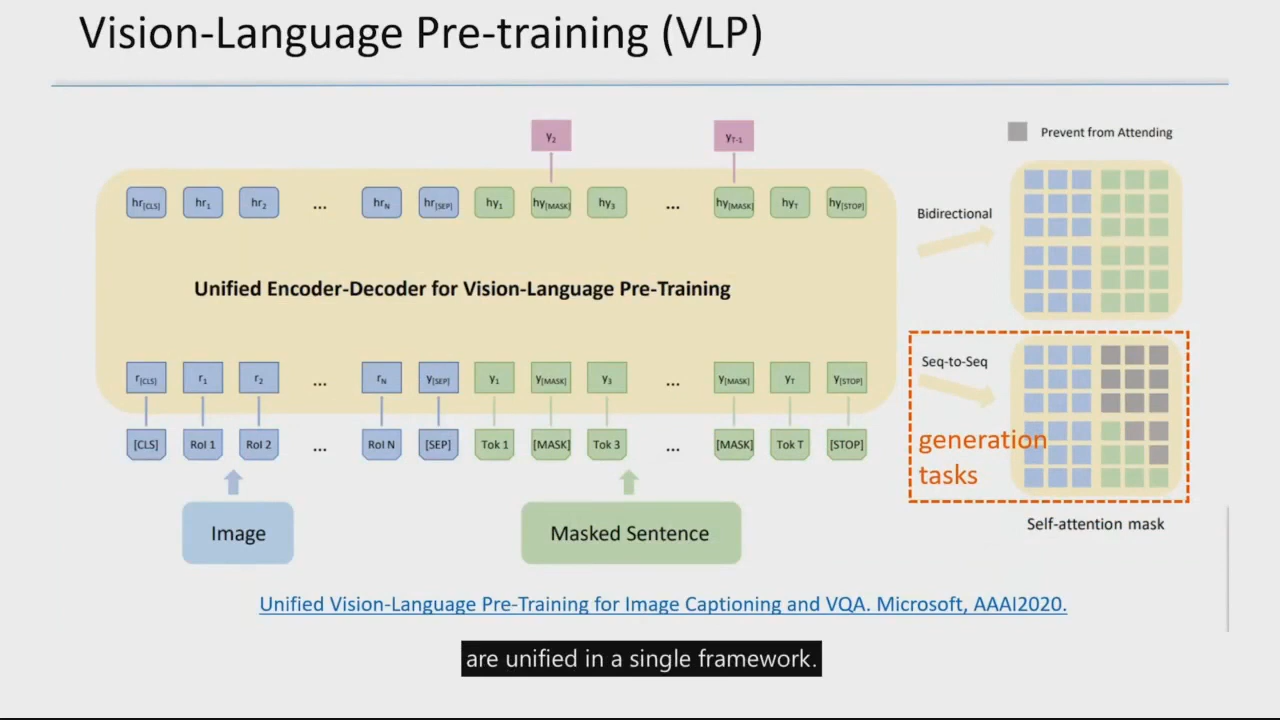 Vision-Language Pre-training (VLP)
y2
yT-1
Prevent from Attending
hr[CLS] hr1 hr2 ... hrN hr[SEP] hy1 hy[MASK] hy3 ... hy[MASK] hyT hy[STOP]
Bidirectional
Unified Encoder-Decoder for Vision-Language Pre-Training
r[CLS] r1 r2 ... rN y[SEP] y1 y[MASK] y3 ... y[MASK] yT y[STOP]
Seq-to-Seq
[CLS] RoI 1 RoI 2 ... RoI N [SEP] Tok 1 [MASK] Tok 3 ... [MASK] Tok T [STOP]
generation
tasks
Image
Masked Sentence
Self-attention mask
Unified Vision-Language Pre-Training for Image Captioning and VQA. Microsoft, AAAI2020.
are unified in a single framework.